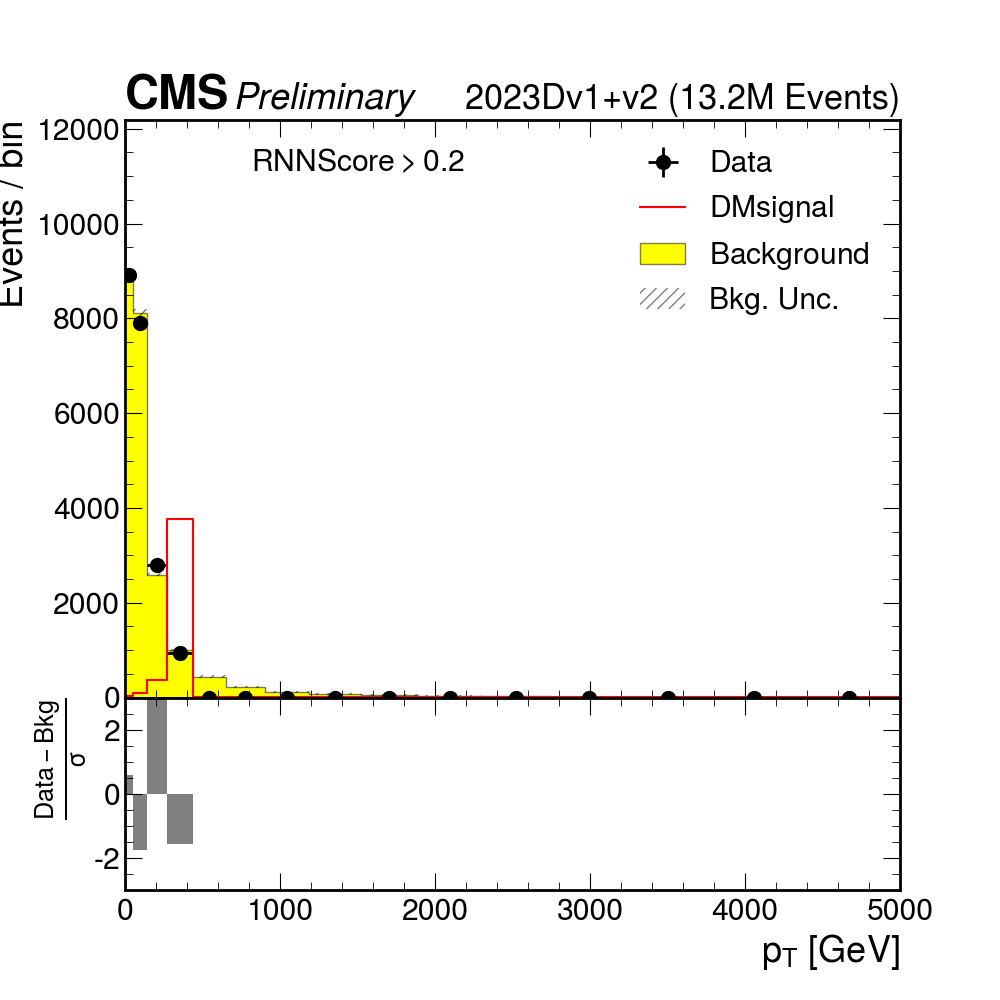 CMS Preliminary 2023Dv1+v2 (13.2M Events)
Events / bin
12000
10000
8000
6000
4000
2000
0
RNNScore > 0.2
Data
DMsignal
Background
Bkg. Unc.
Data – Bkg
σ
2
0
-2
0 1000 2000 3000 4000 5000
pT [GeV]